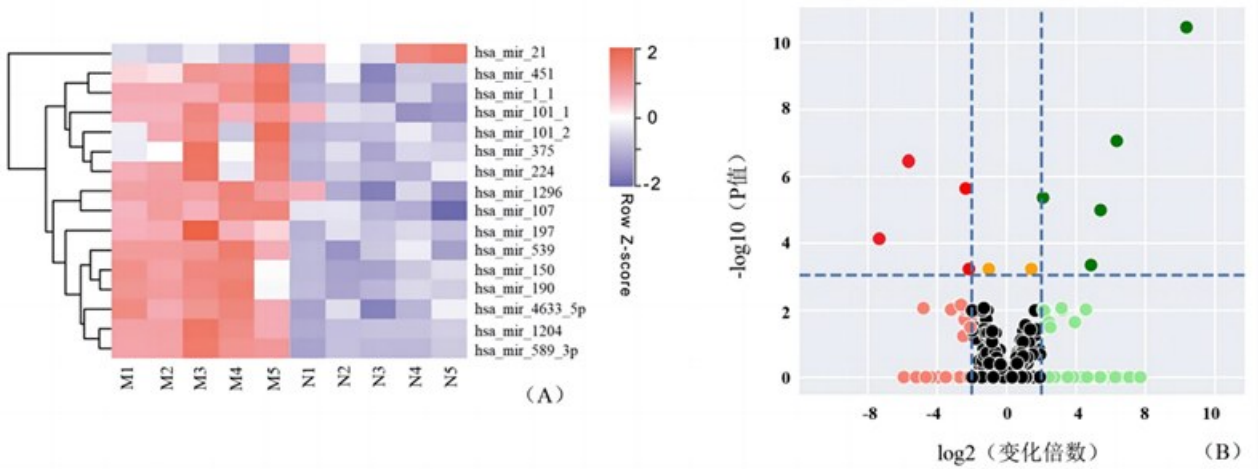 hsa_mir_21
hsa_mir_451
hsa_mir_1_1
hsa_mir_101_1
hsa_mir_101_2
hsa_mir_375
hsa_mir_224
hsa_mir_1296
hsa_mir_107
hsa_mir_197
hsa_mir_539
hsa_mir_150
hsa_mir_190
hsa_mir_4633_5p
hsa_mir_1204
hsa_mir_589_3p
M1 M2 M3 M4 M5 N1 N2 N3 N4 N5
(A)
2
0
-2
Row Z-score
10
8
6
4
2
0
-log10（P值）
-8 -4 0 4 8 10
log2（变化倍数）
(B)